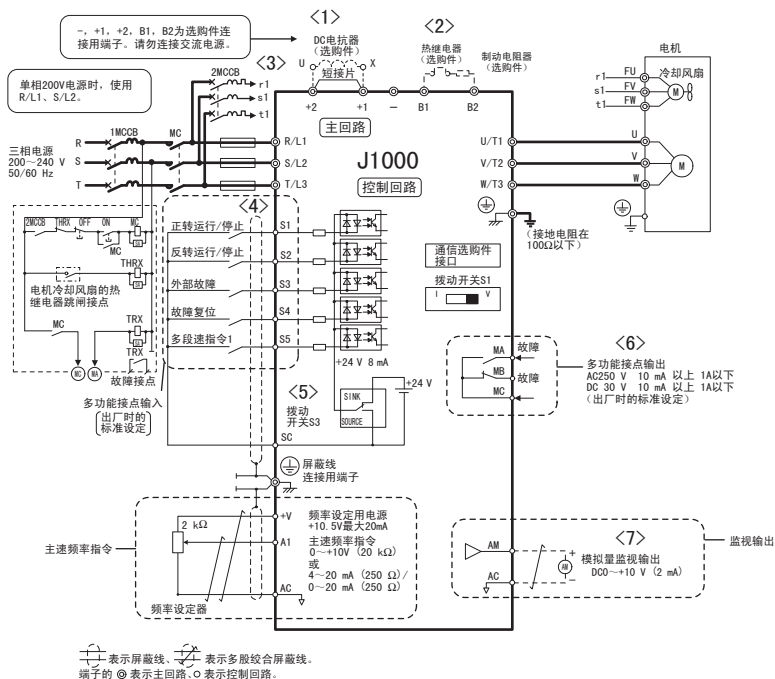 -, +1, +2, B1, B2为选购件连
接用端子。请勿连接交流电源。
单相200V电源时，使用
R/L1、S/L2。
<1>
DC电抗器
（选购件）
U
X
短接片
<2>
热继电器
（选购件）
制动电阻器
（选购件）
+2
+1
-
B1
B2
<3>
2MCCB
r1
s1
t1
电机
冷却风扇
r1
FU
s1
FV
t1
FW
M
三相电源
200～240 V
50/60 Hz
R
S
T
1MCCB
MC
R/L1
S/L2
T/L3
主回路
J1000
控制回路
U/T1
V/T2
W/T3
U
V
W
M
（接地电阻在
100Ω以下）
2MCCB
THRX
OFF
ON
MC
MC
SA
THRX
SA
电机冷却风扇的热
继电器跳闸接点
MC
TRX
SA
TRX
MC
MA
故障接点
<4>
正转运行/停止
S1
反转运行/停止
S2
外部故障
S3
故障复位
S4
多段速指令1
S5
多功能接点输入
出厂时的
标准设定
通信选购件
接口
拨动开关S1
I
V
+24 V 8 mA
<5>
拨动
开关S3
SINK
SOURCE
+24 V
SC
屏蔽线
连接用端子
MA
故障
MB
故障
MC
<6>
多功能接点输出
AC250 V 10 mA 以上 1A以下
DC 30 V 10 mA 以上 1A以下
（出厂时的标准设定）
主速频率指令
2 kΩ
频率设定器
+V
频率设定用电源
+10.5V最大20mA
A1
主速频率指令
0～+10V (20 kΩ)
或
4～20 mA (250 Ω)/
0～20 mA (250 Ω)
AC
AM
AC
<7>
+
AM
-
模拟量监视输出
DC0～+10 V (2 mA)
监视输出
表示屏蔽线、 表示多股绞合屏蔽线。
端子的 ◎ 表示主回路、○ 表示控制回路。